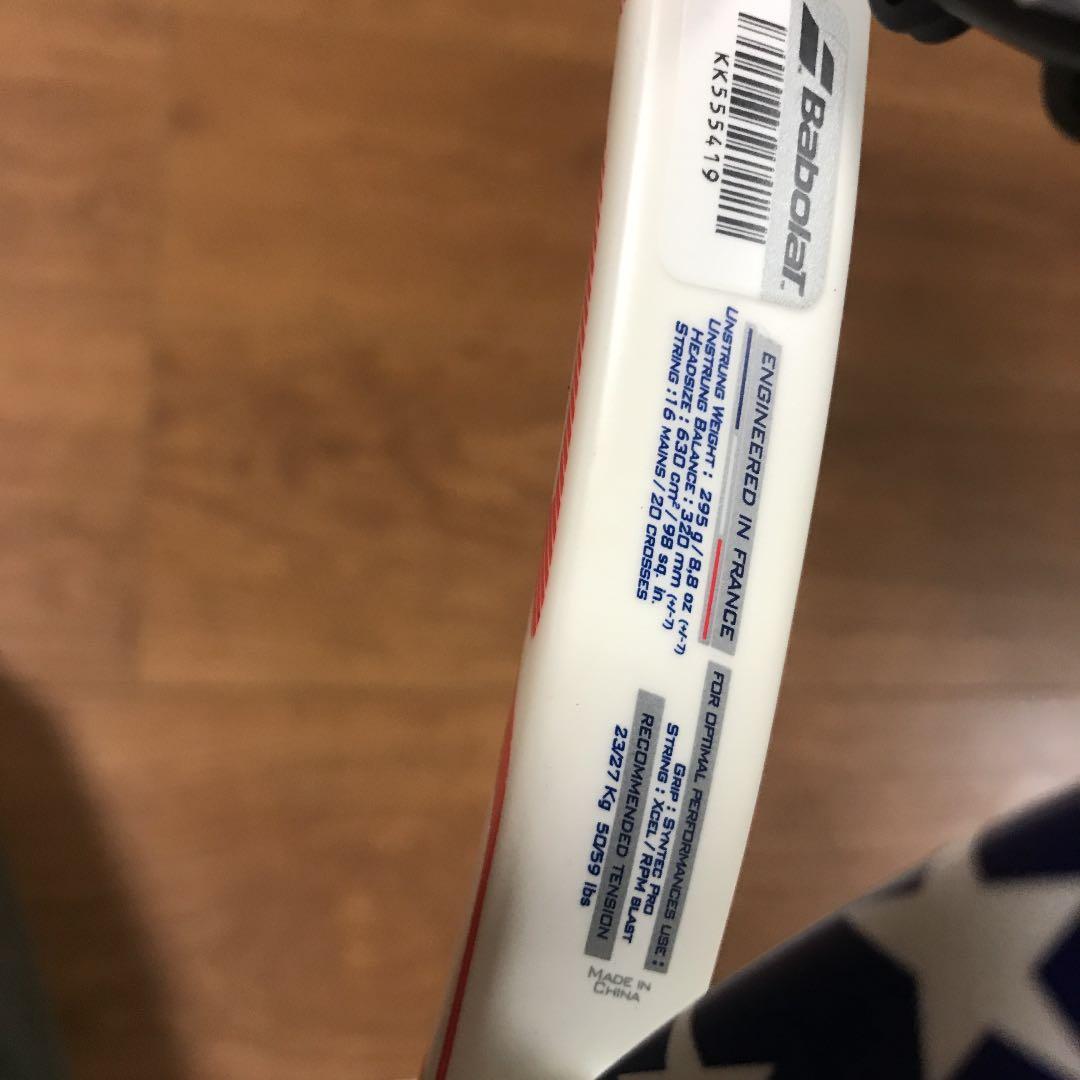 Babolat
KK555419
ENGINEERED IN FRANCE
UNSTRUNG WEIGHT : 295 g / 8,8 oz (+/-7)
UNSTRUNG BALANCE : 320 mm (+/-7)
HEADSIZE : 630 cm² / 98 sq. in.
STRING : 16 MAINS / 20 CROSSES
FOR OPTIMAL PERFORMANCES USE :
GRIP : SYNTEC PRO
STRING : XCEL / RPM BLAST
RECOMMENDED TENSION
23/27 Kg 50/59 lbs
MADE IN
CHINA